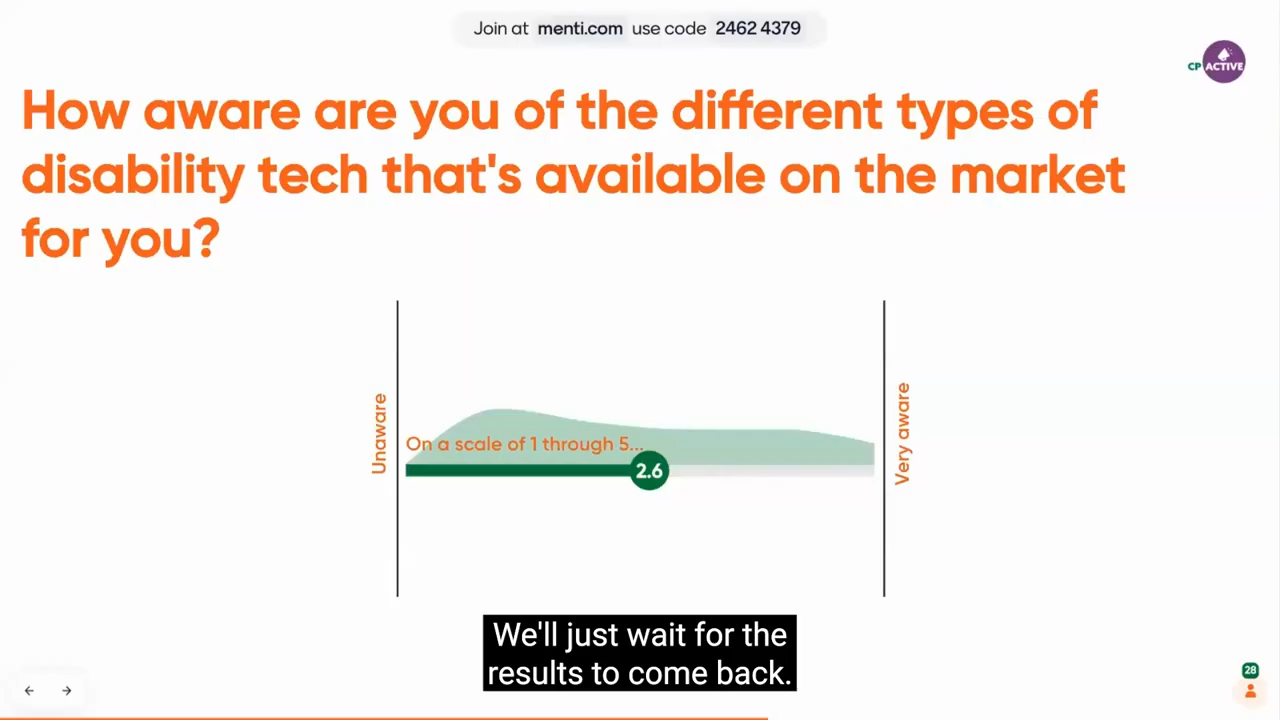 Join at menti.com use code 2462 4379
CP ACTIVE
How aware are you of the different types of
disability tech that's available on the market
for you?
Unaware
On a scale of 1 through 5...
2.6
Very aware
We'll just wait for the
results to come back.
28